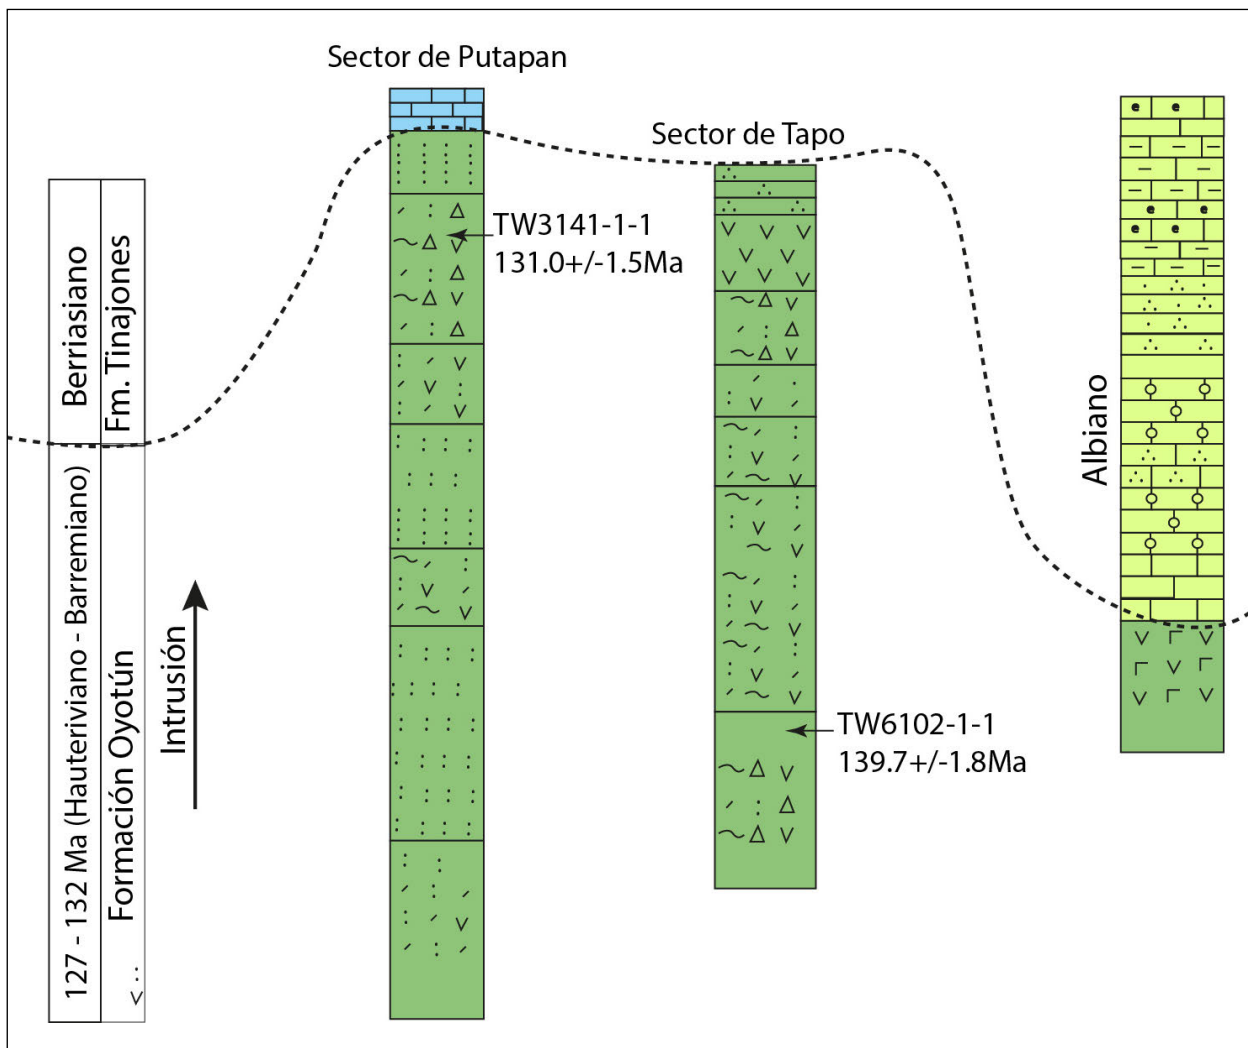 Sector de Putapan
Sector de Tapo
Berriasiano
Fm. Tinajones
127 - 132 Ma (Hauteriviano - Barremiano)
Formación Oyotún
Intrusión
TW3141-1-1
131.0+/-1.5Ma
TW6102-1-1
139.7+/-1.8Ma
Albiano